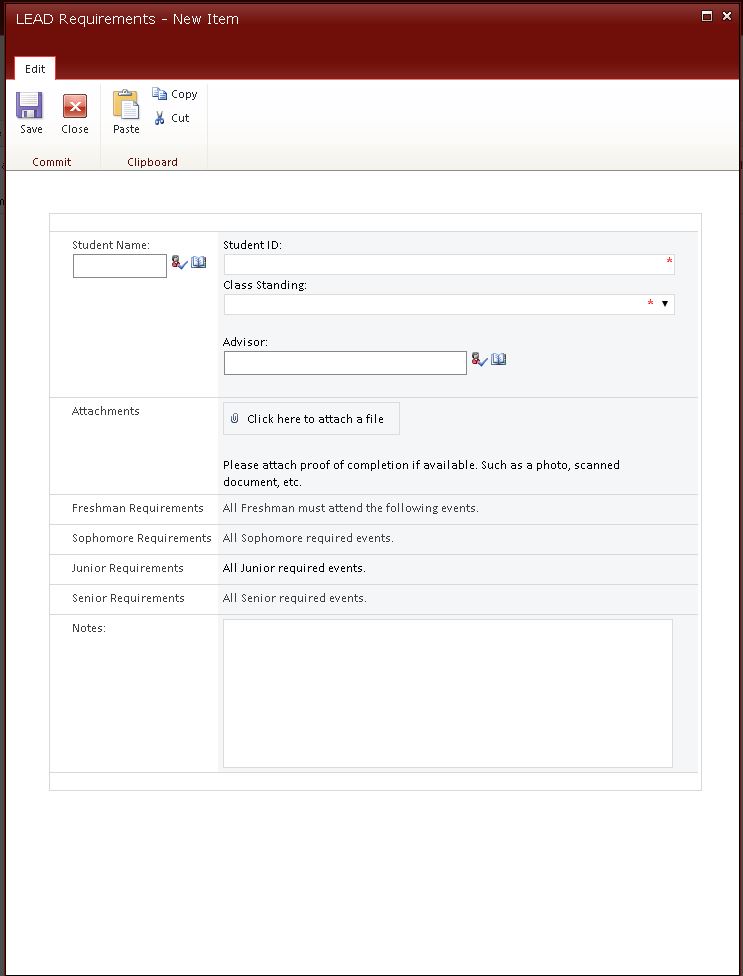 LEAD Requirements - New Item
Edit
Save
Close
Paste
Copy
Cut
Commit
Clipboard
Student Name:
Student ID:
*
Class Standing:
*
Advisor:
Attachments
Click here to attach a file
Please attach proof of completion if available. Such as a photo, scanned
document, etc.
Freshman Requirements
All Freshman must attend the following events.
Sophomore Requirements
All Sophomore required events.
Junior Requirements
All Junior required events.
Senior Requirements
All Senior required events.
Notes: